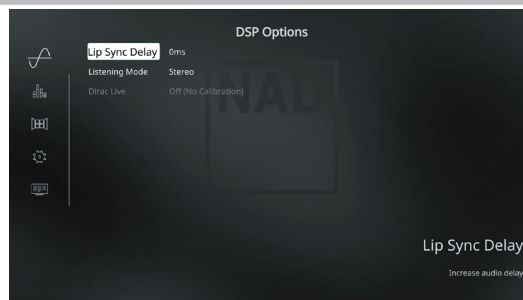 DSP Options
Lip Sync Delay 0ms
Listening Mode Stereo
Dirac Live Off (No Calibration)
NAD
Lip Sync Delay
Increase audio delay